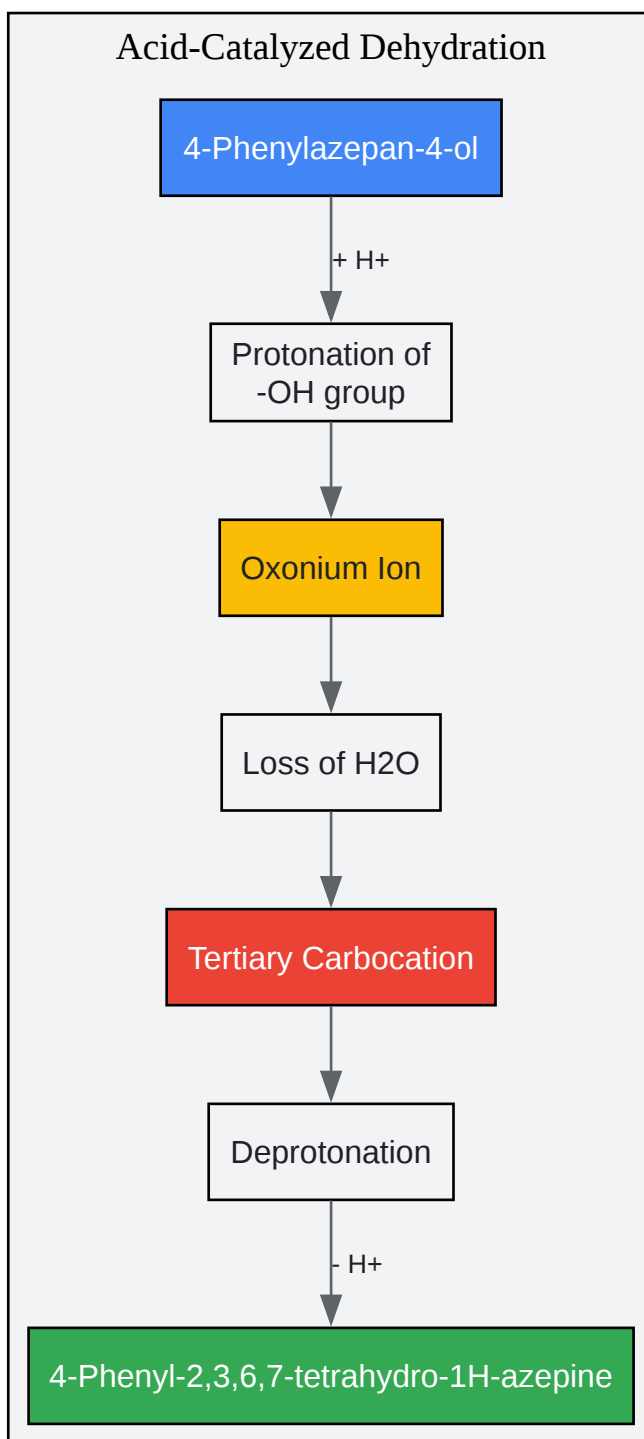 Acid-Catalyzed Dehydration
4-Phenylazepan-4-ol
+ H+
Protonation of
-OH group
Oxonium Ion
Loss of H2O
Tertiary Carbocation
Deprotonation
- H+
4-Phenyl-2,3,6,7-tetrahydro-1H-azepine